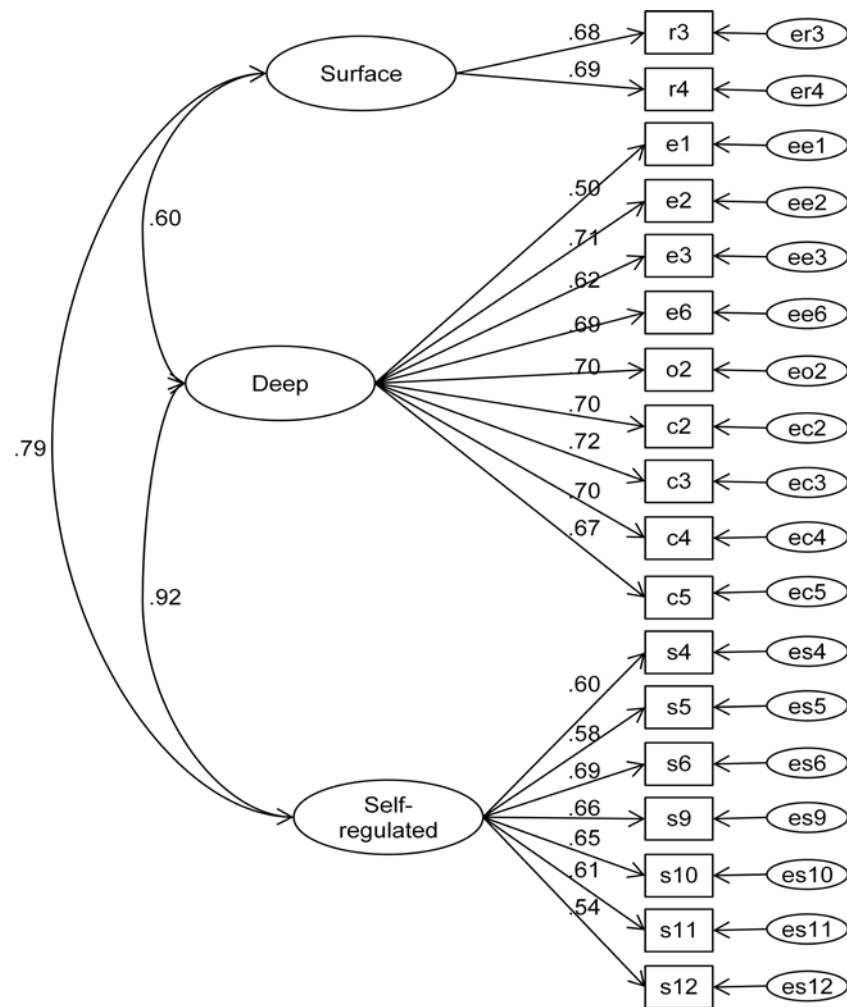 .68
r3
er3
Surface
.69
r4
er4
e1
ee1
.50
.60
e2
ee2
.71
e3
ee3
.62
e6
ee6
.69
Deep
.70
o2
eo2
.70
c2
ec2
.79
.72
c3
ec3
.70
c4
ec4
.67
.92
c5
ec5
s4
es4
.60
s5
es5
.58
s6
es6
.69
Self-
regulated
.66
s9
es9
.65
s10
es10
.61
s11
es11
.54
s12
es12